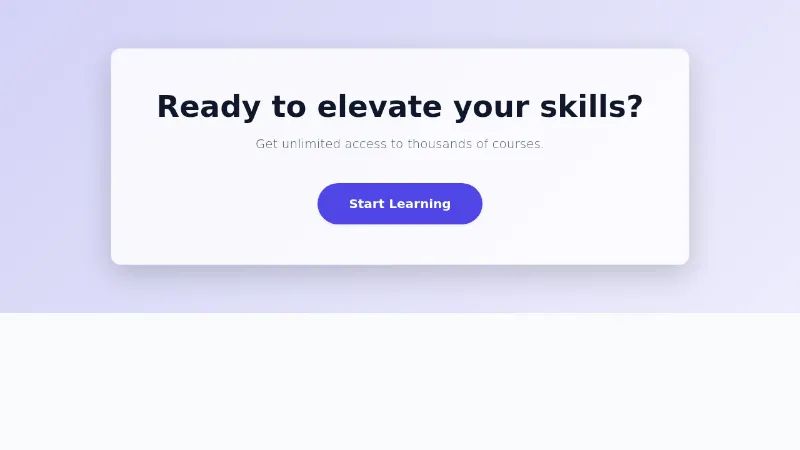 Ready to elevate your skills?
Get unlimited access to thousands of courses.
Start Learning